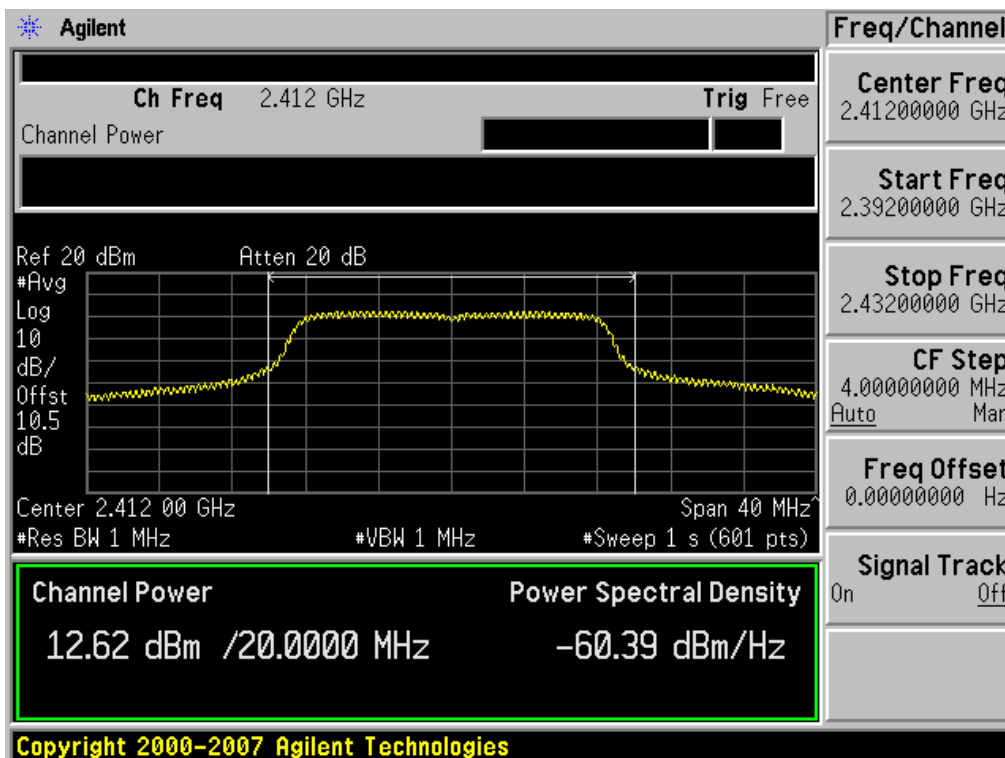 Agilent
Freq/Channel
Ch Freq 2.412 GHz
Trig Free
Channel Power
Ref 20 dBm
Atten 20 dB
#Avg
Log
10
dB/
Offst
10.5
dB
Center 2.412 00 GHz
Span 40 MHz^
#Res BW 1 MHz
#VBW 1 MHz
#Sweep 1 s (601 pts)
Channel Power
Power Spectral Density
12.62 dBm /20.0000 MHz
-60.39 dBm/Hz
Copyright 2000-2007 Agilent Technologies
Center Freq
2.41200000 GHz
Start Freq
2.39200000 GHz
Stop Freq
2.43200000 GHz
CF Step
4.00000000 MHz
Auto Man
Freq Offset
0.00000000 Hz
Signal Track
On Off